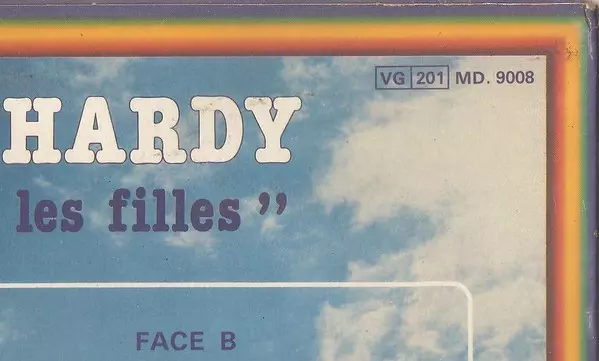 VG 201 MD. 9008
HARDY
les filles”
FACE B